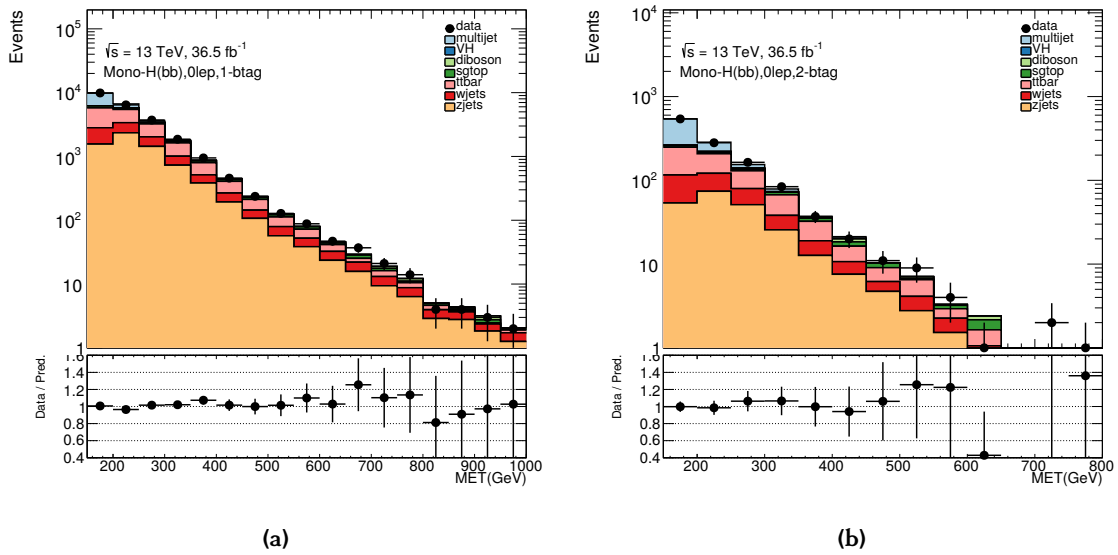 Events
10⁵
10⁴
10³
10²
10
1
√s = 13 TeV, 36.5 fb⁻¹
Mono-H(bb),0lep,1-btag
data
multijet
VH
diboson
sgtop
ttbar
wjets
zjets
Data / Pred.
1.6
1.4
1.2
1
0.8
0.6
0.4
200 300 400 500 600 700 800 900 1000
MET(GeV)
(a)
Events
10⁴
10³
10²
10
1
√s = 13 TeV, 36.5 fb⁻¹
Mono-H(bb),0lep,2-btag
data
multijet
VH
diboson
sgtop
ttbar
wjets
zjets
Data / Pred.
1.6
1.4
1.2
1
0.8
0.6
0.4
200 300 400 500 600 700 800
MET(GeV)
(b)